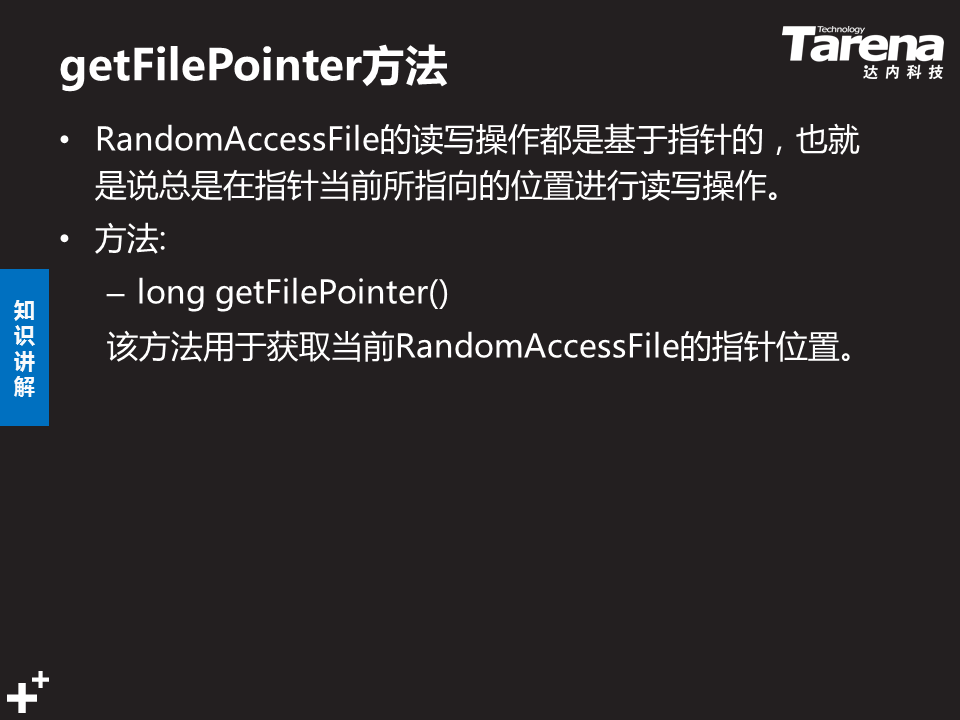 getFilePointer方法
Technology
Tarena
达内科技
• RandomAccessFile的读写操作都是基于指针的，也就
是说总是在指针当前所指向的位置进行读写操作。
• 方法:
– long getFilePointer()
该方法用于获取当前RandomAccessFile的指针位置。
知
识
讲
解